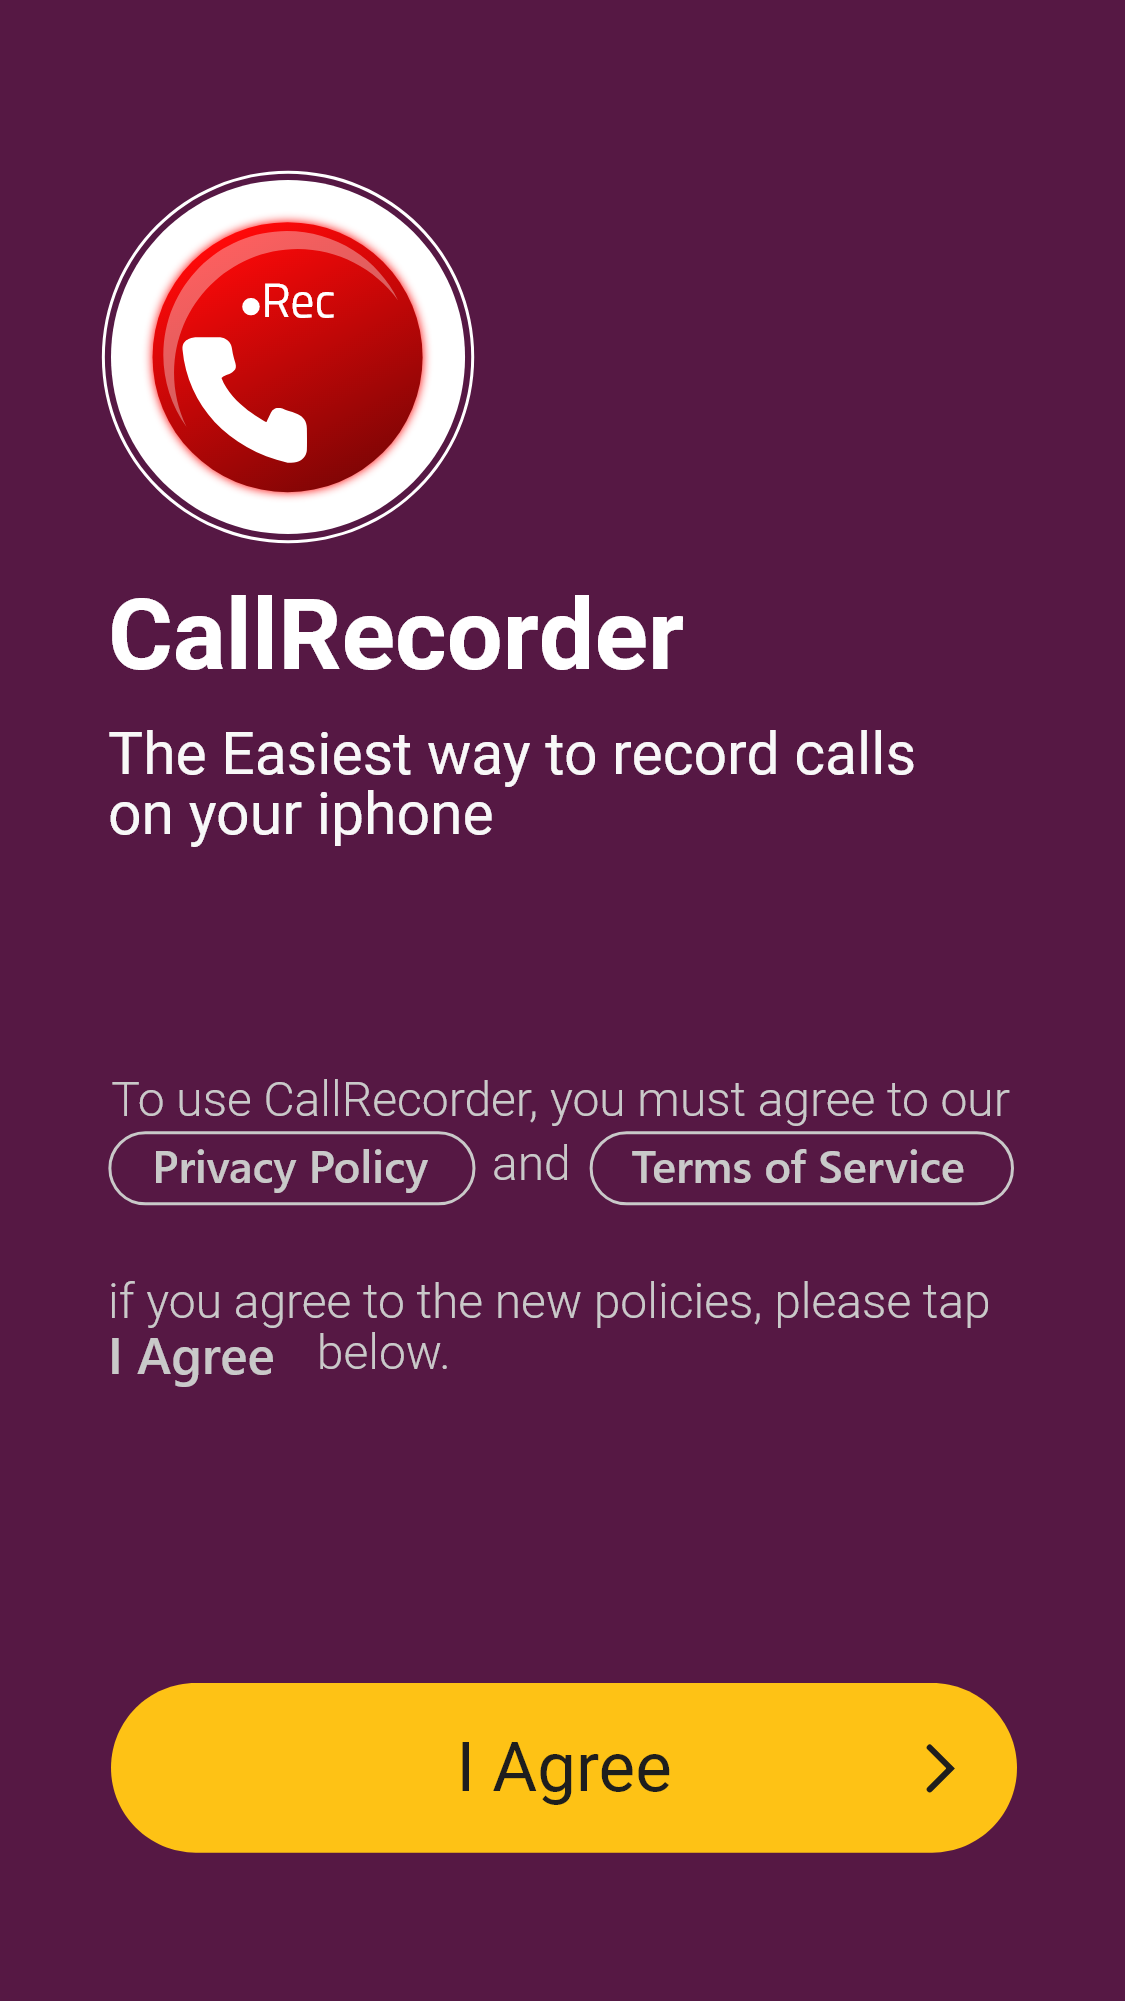 •Rec
CallRecorder
The Easiest way to record calls
on your iphone
To use CallRecorder, you must agree to our
Privacy Policy and Terms of Service
if you agree to the new policies, please tap
I Agree below.
I Agree